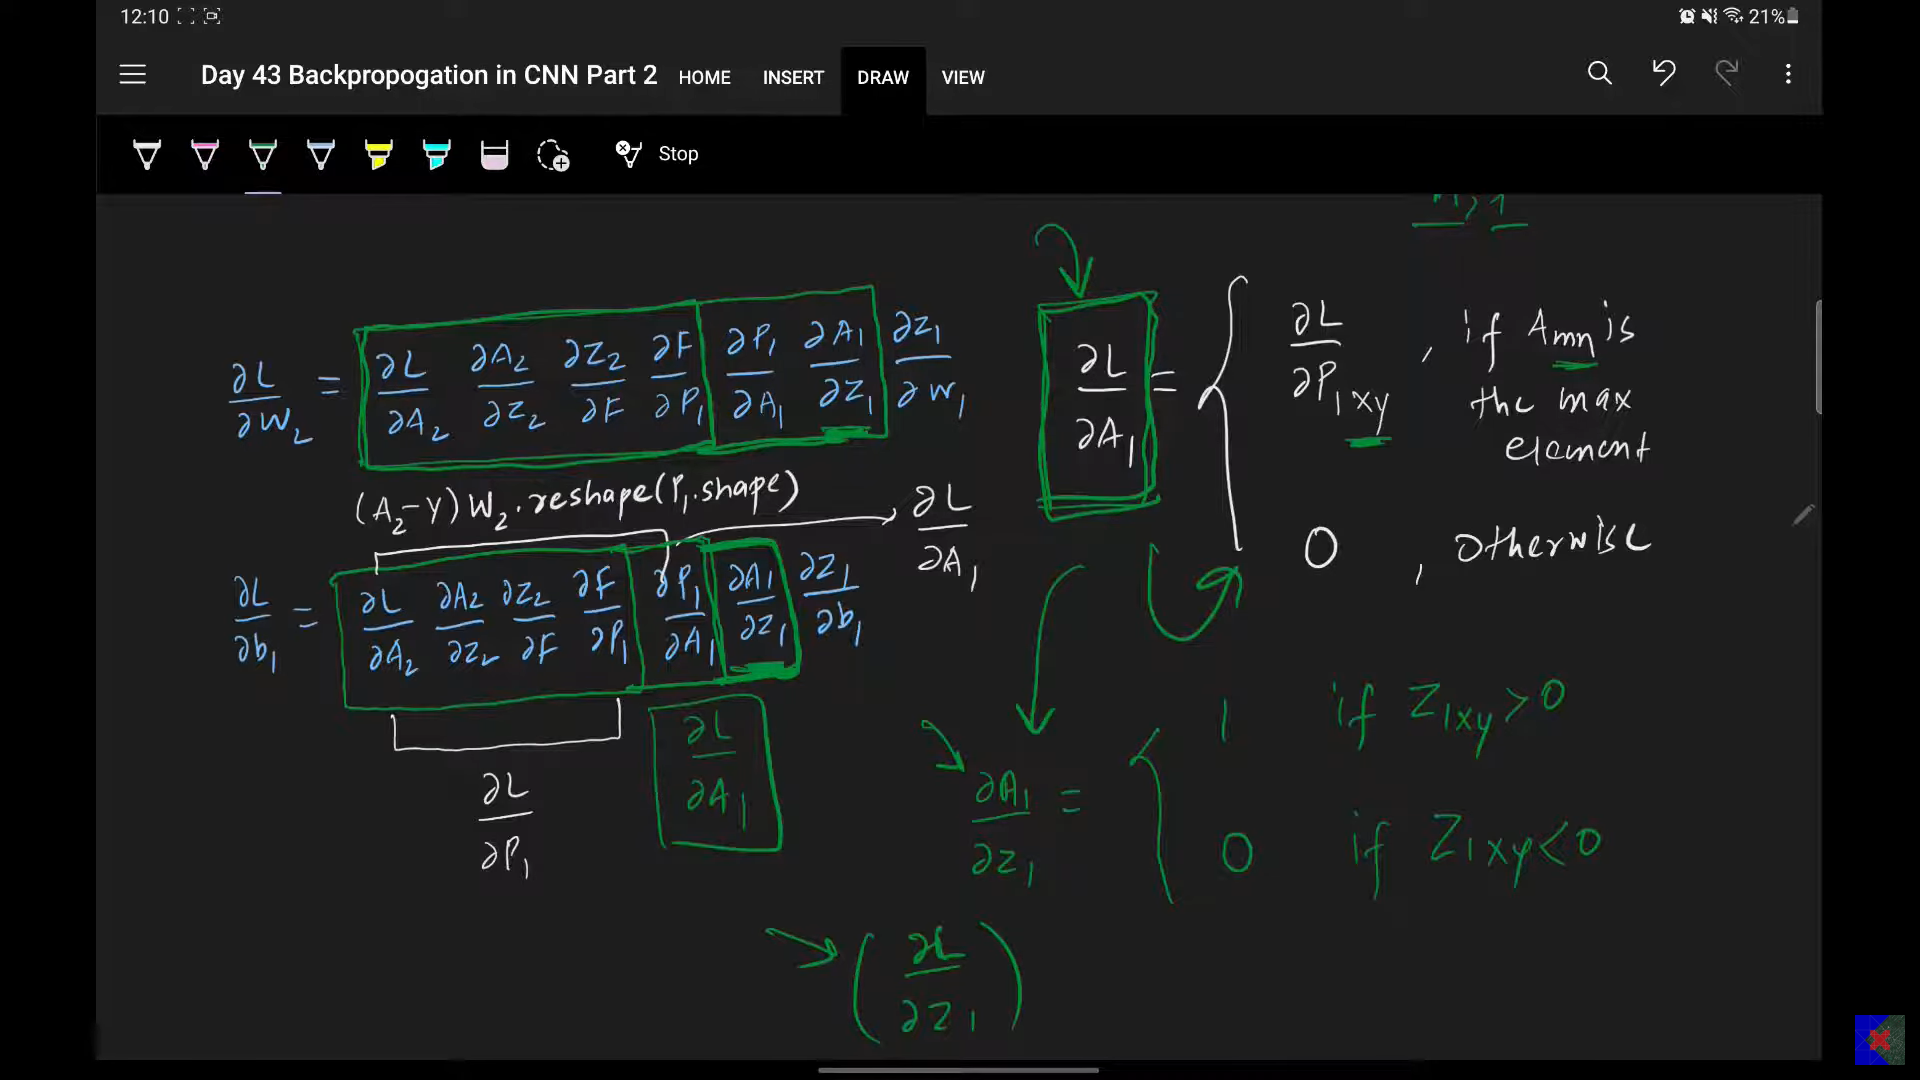 12:10 21%
Day 43 Backpropogation in CNN Part 2 HOME INSERT DRAW VIEW
Stop
∂L/∂W₂ = ∂L/∂A₂ ∂A₂/∂Z₂ ∂Z₂/∂F ∂F/∂P₁ ∂P₁/∂A₁ ∂A₁/∂Z₁ ∂Z₁/∂W₁
(A₂-Y)W₂.reshape(P₁.shape)
∂L/∂A₁
∂L/∂b₁ = ∂L/∂A₂ ∂A₂/∂Z₂ ∂Z₂/∂F ∂F/∂P₁ ∂P₁/∂A₁ ∂A₁/∂Z₁ ∂Z₁/∂b₁
∂L/∂P₁
∂L/∂A₁
∂L/∂A₁ = { ∂L/∂P₁xy , if Amn is
the max
element
0 , otherwise
∂A₁/∂Z₁ = { 1 if Z₁xy>0
0 if Z₁xy<0
(∂L/∂Z₁)